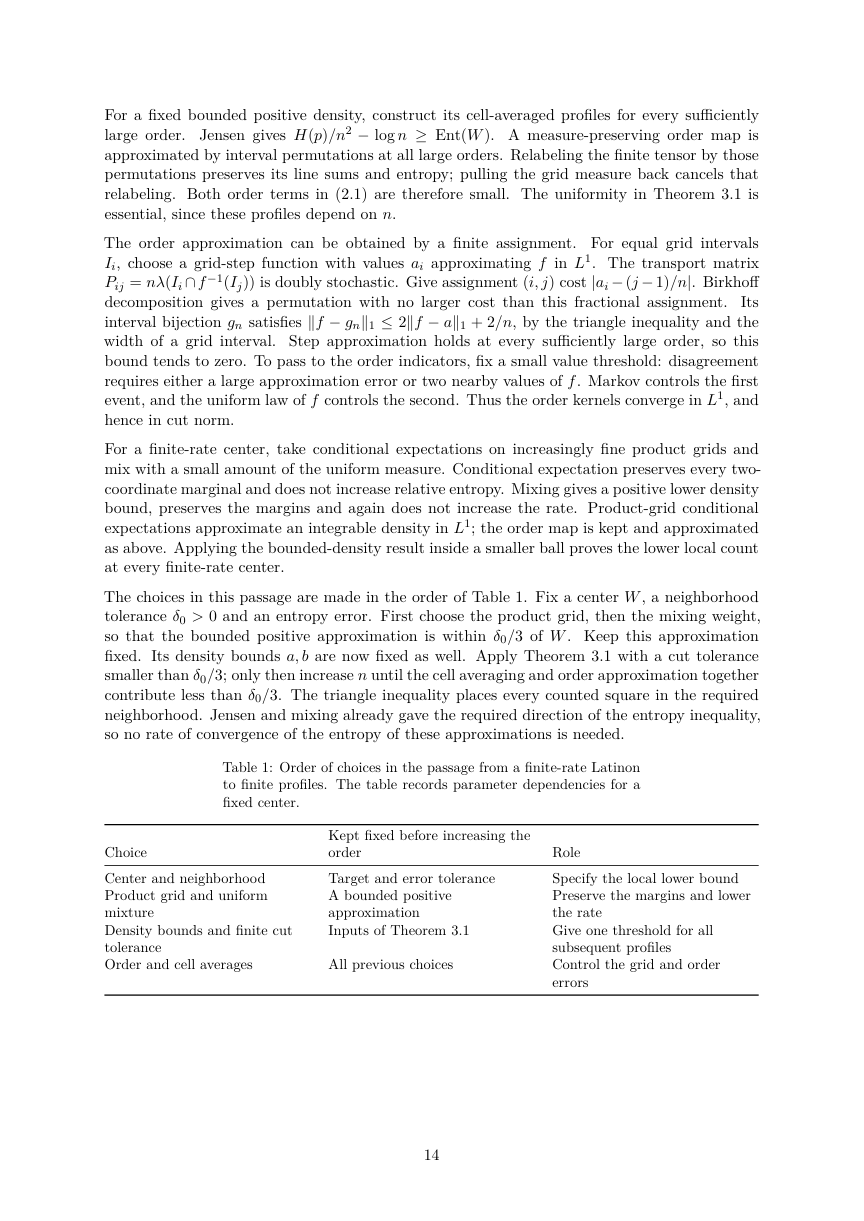 For a fixed bounded positive density, construct its cell-averaged profiles for every sufficiently
large order. Jensen gives H(p)/n² − log n ≥ Ent(W). A measure-preserving order map is
approximated by interval permutations at all large orders. Relabeling the finite tensor by those
permutations preserves its line sums and entropy; pulling the grid measure back cancels that
relabeling. Both order terms in (2.1) are therefore small. The uniformity in Theorem 3.1 is
essential, since these profiles depend on n.
The order approximation can be obtained by a finite assignment. For equal grid intervals
Iᵢ, choose a grid-step function with values aᵢ approximating f in L¹. The transport matrix
Pᵢⱼ = nλ(Iᵢ ∩ f⁻¹(Iⱼ)) is doubly stochastic. Give assignment (i, j) cost |aᵢ − (j − 1)/n|. Birkhoff
decomposition gives a permutation with no larger cost than this fractional assignment. Its
interval bijection gₙ satisfies ‖f − gₙ‖₁ ≤ 2‖f − a‖₁ + 2/n, by the triangle inequality and the
width of a grid interval. Step approximation holds at every sufficiently large order, so this
bound tends to zero. To pass to the order indicators, fix a small value threshold: disagreement
requires either a large approximation error or two nearby values of f. Markov controls the first
event, and the uniform law of f controls the second. Thus the order kernels converge in L¹, and
hence in cut norm.
For a finite-rate center, take conditional expectations on increasingly fine product grids and
mix with a small amount of the uniform measure. Conditional expectation preserves every two-
coordinate marginal and does not increase relative entropy. Mixing gives a positive lower density
bound, preserves the margins and again does not increase the rate. Product-grid conditional
expectations approximate an integrable density in L¹; the order map is kept and approximated
as above. Applying the bounded-density result inside a smaller ball proves the lower local count
at every finite-rate center.
The choices in this passage are made in the order of Table 1. Fix a center W, a neighborhood
tolerance δ₀ > 0 and an entropy error. First choose the product grid, then the mixing weight,
so that the bounded positive approximation is within δ₀/3 of W. Keep this approximation
fixed. Its density bounds a, b are now fixed as well. Apply Theorem 3.1 with a cut tolerance
smaller than δ₀/3; only then increase n until the cell averaging and order approximation together
contribute less than δ₀/3. The triangle inequality places every counted square in the required
neighborhood. Jensen and mixing already gave the required direction of the entropy inequality,
so no rate of convergence of the entropy of these approximations is needed.
Table 1: Order of choices in the passage from a finite-rate Latinon
to finite profiles. The table records parameter dependencies for a
fixed center.
Kept fixed before increasing the
Choice order Role
Center and neighborhood Target and error tolerance Specify the local lower bound
Product grid and uniform A bounded positive Preserve the margins and lower
mixture approximation the rate
Density bounds and finite cut Inputs of Theorem 3.1 Give one threshold for all
tolerance subsequent profiles
Order and cell averages All previous choices Control the grid and order
errors
14